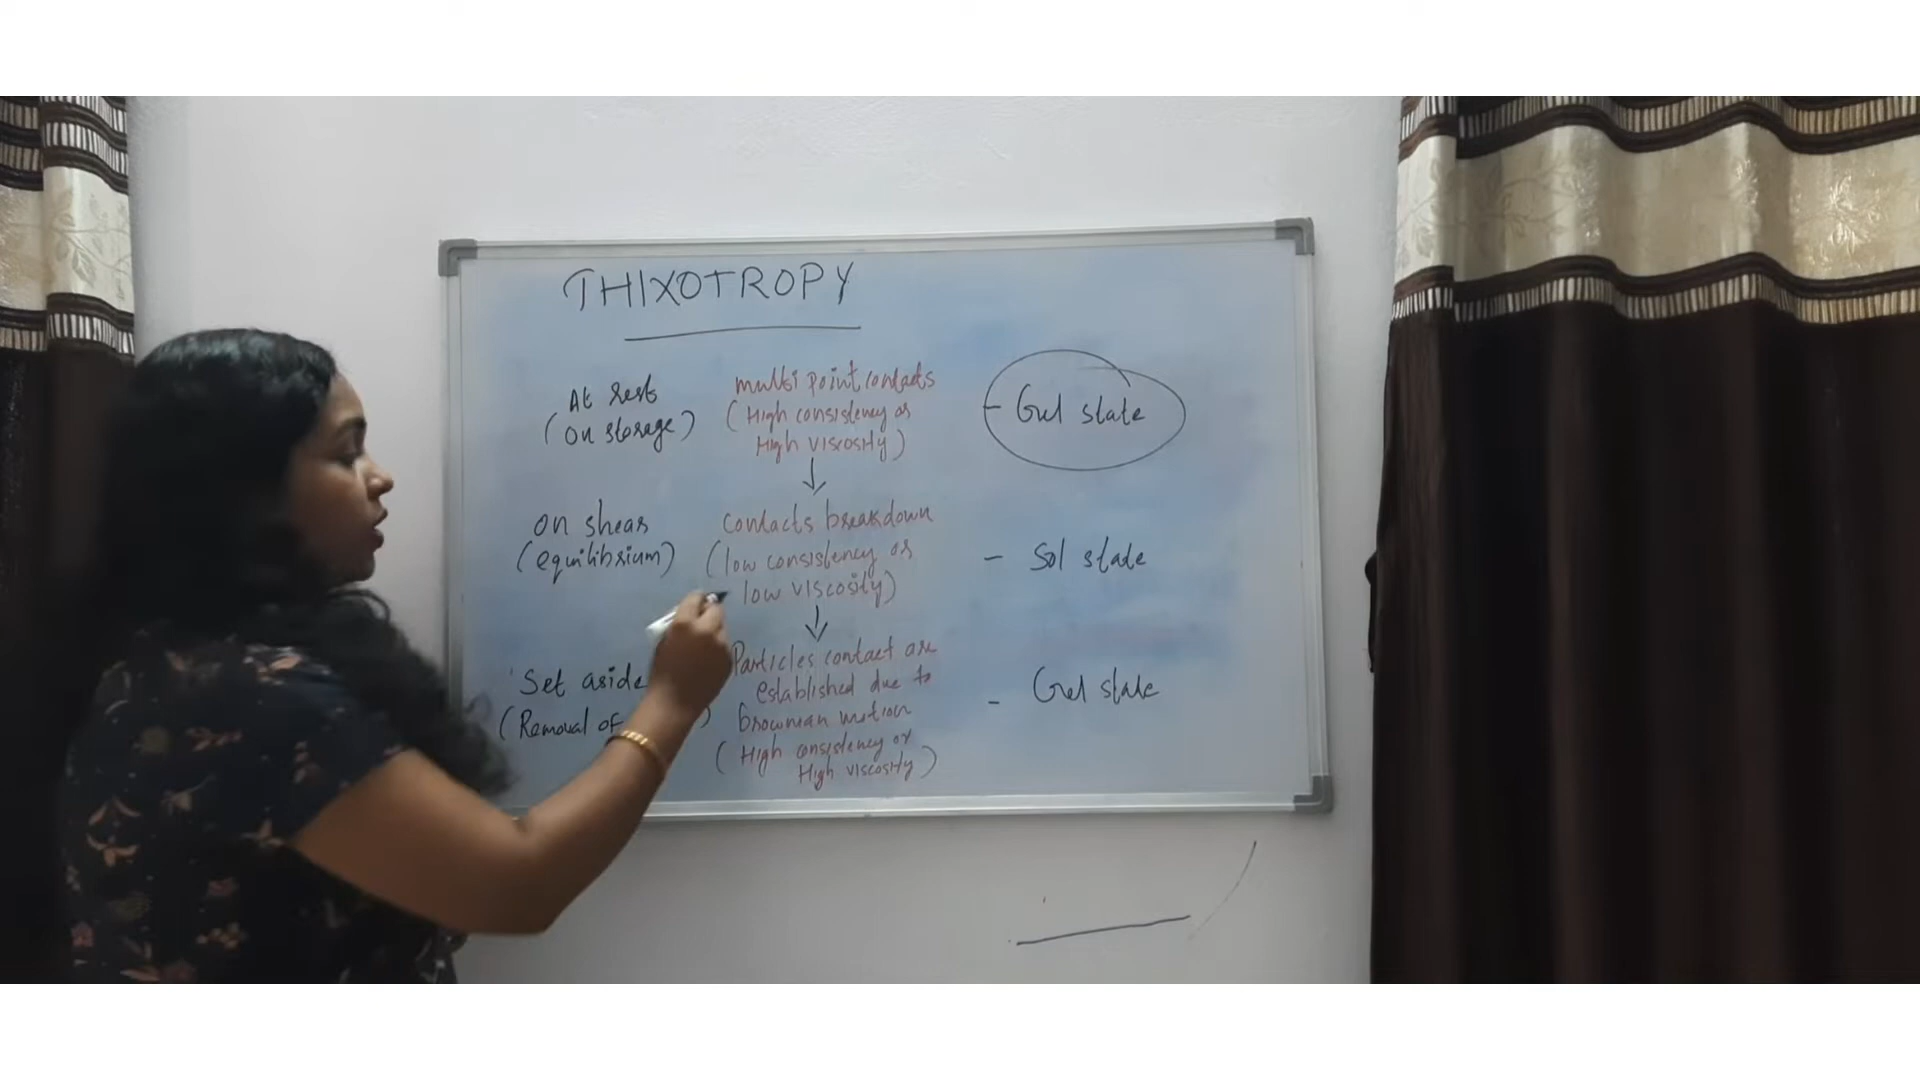 THIXOTROPY
At rest
(On storage)
multi point contacts
(High consistency or
High viscosity)
- Gel state
On shear
(equilibrium)
Contacts breakdown
(low consistency or
low viscosity)
- Sol state
Set aside
(Removal of
Particles contact are
established due to
brownian motion
(High consistency or
High viscosity)
- Gel state